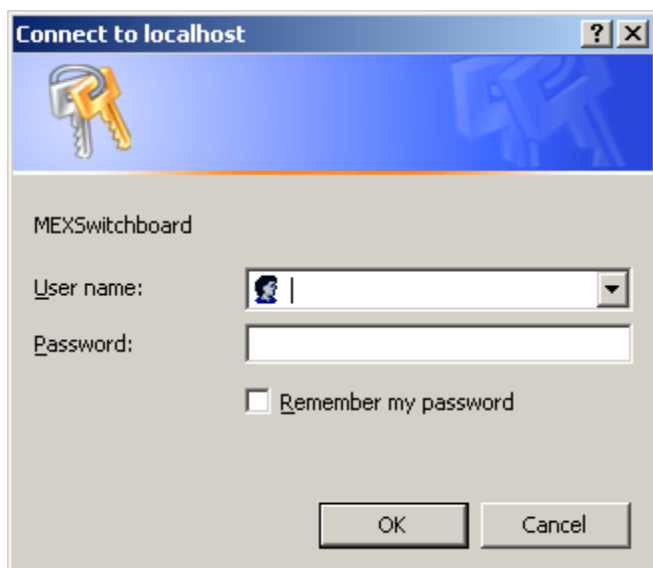 Connect to localhost
MEXSwitchboard
User name:
Password:
Remember my password
OK Cancel